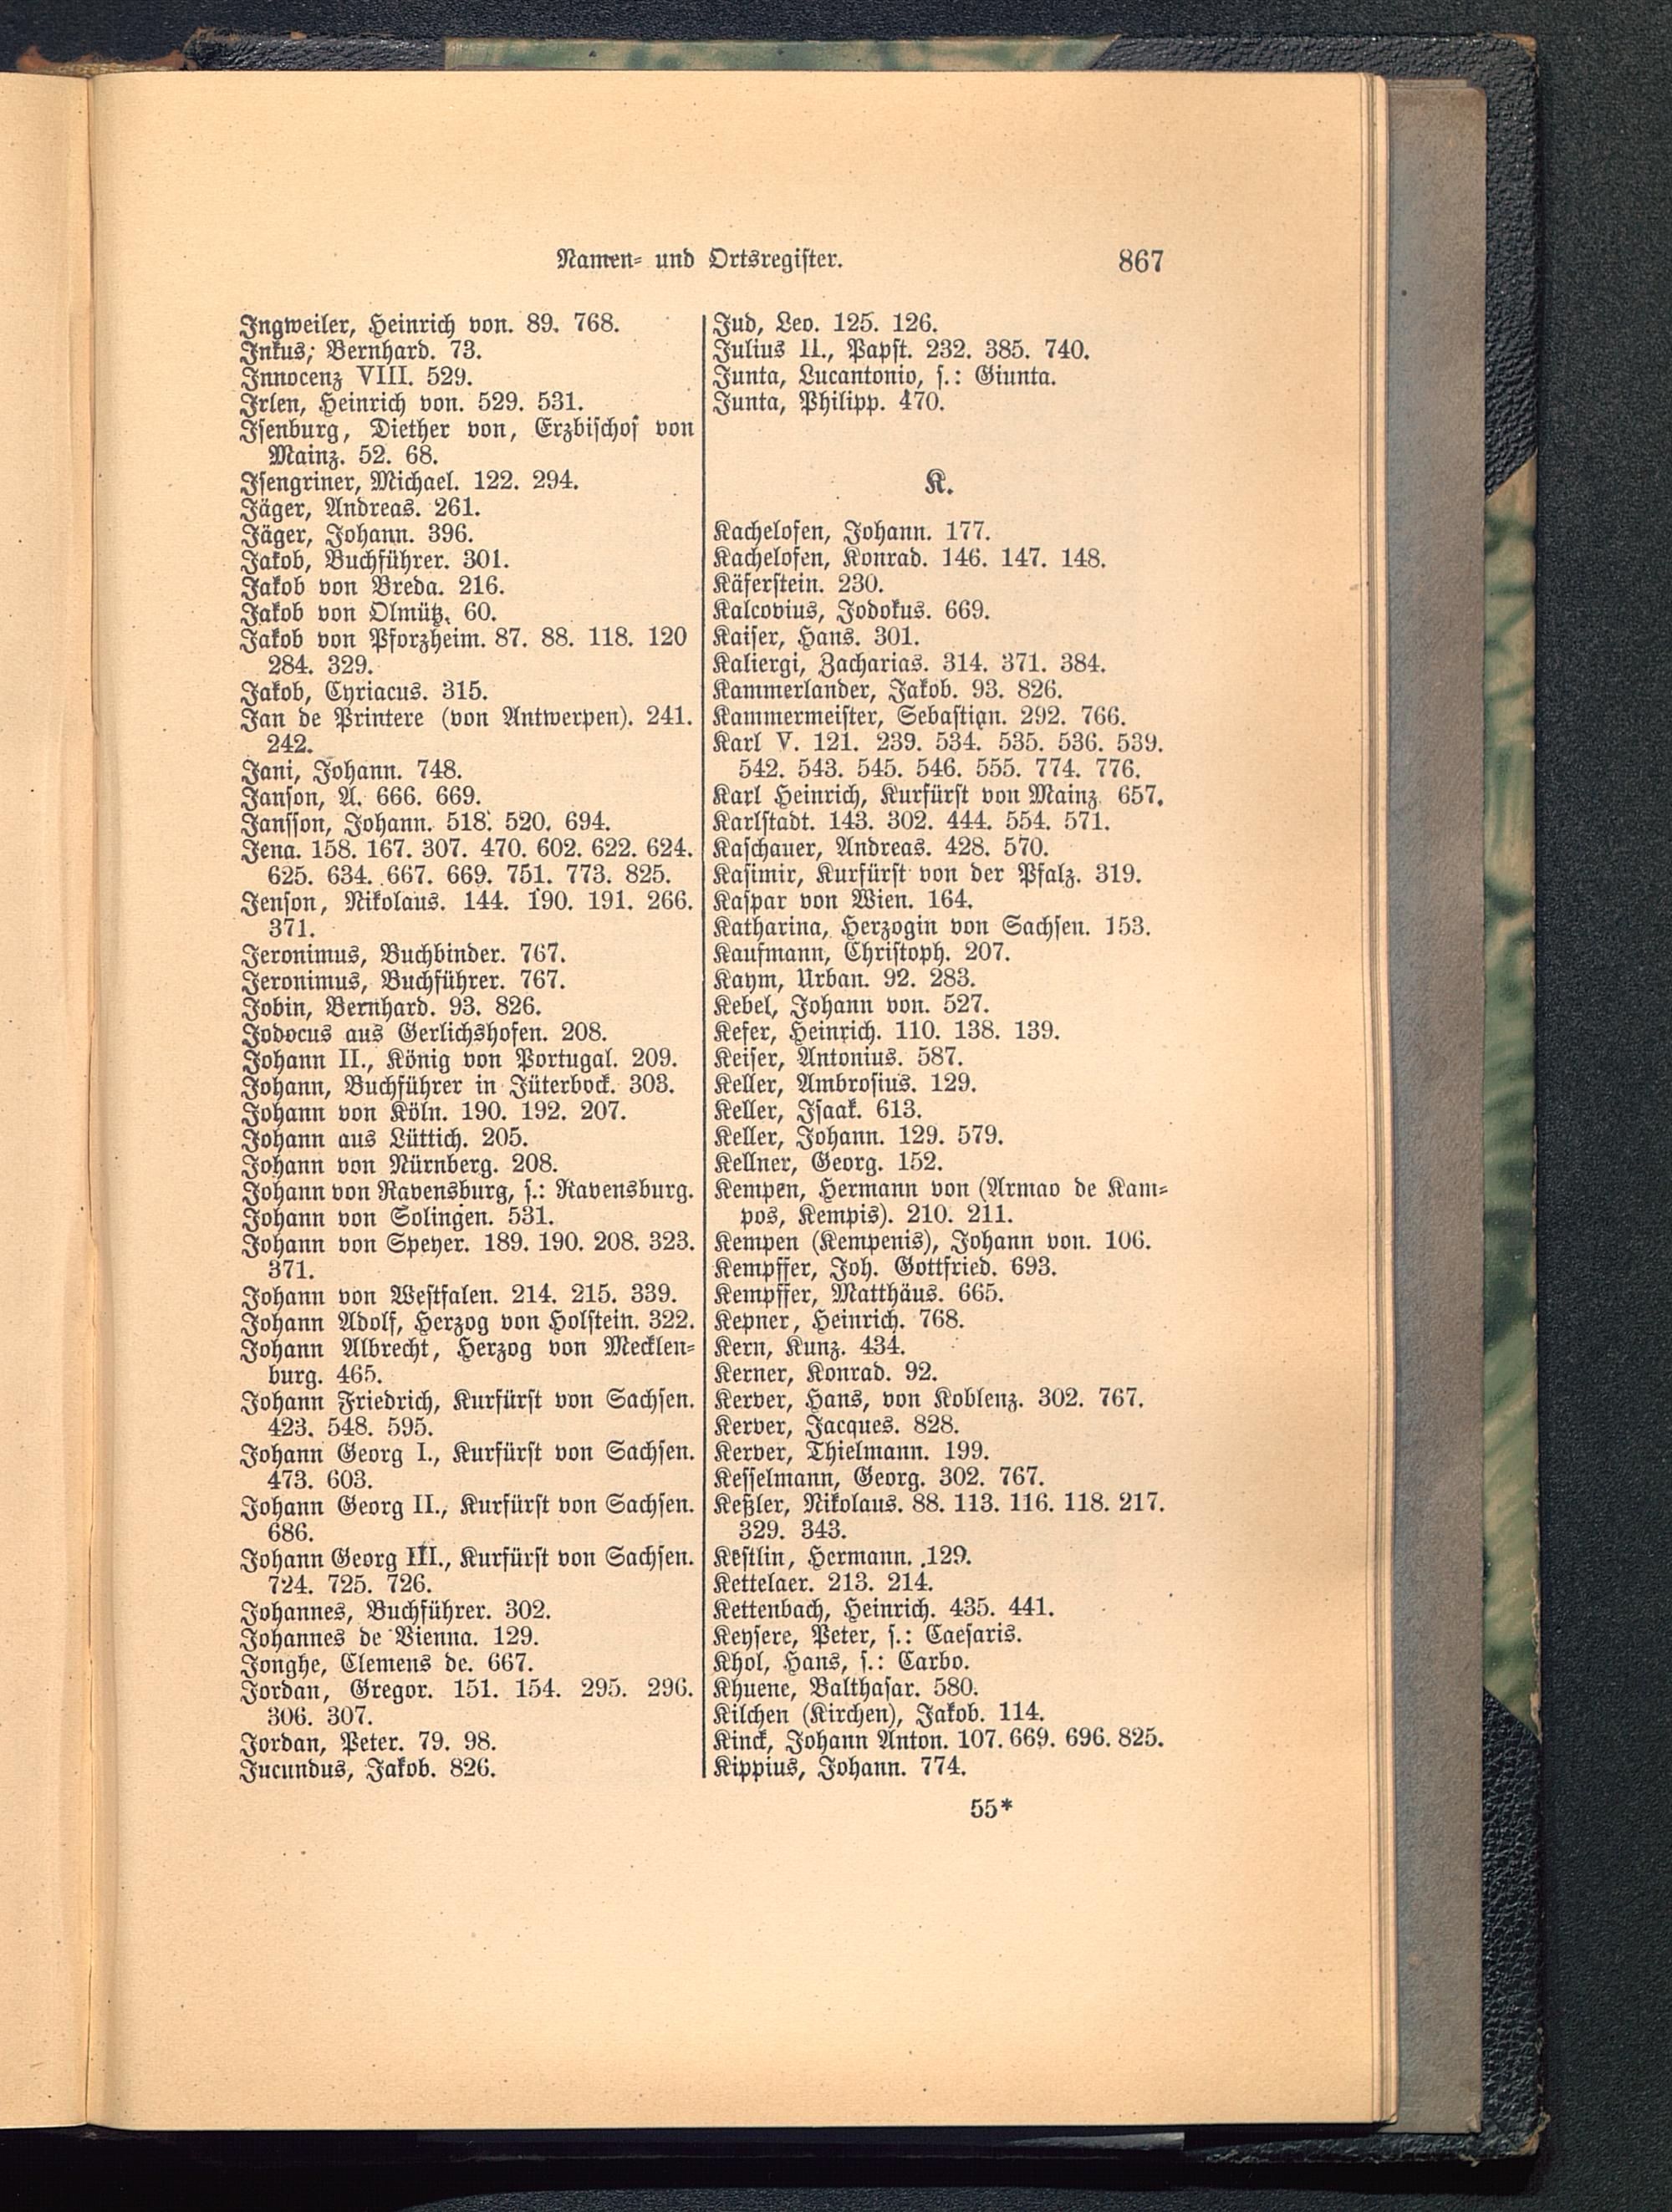 Namen- und Ortsregister. 867
Ingweiler, Heinrich von. 89. 768.
Inkus, Bernhard. 73.
Innocenz VIII. 529.
Irlen, Heinrich von. 529. 531.
Isenburg, Diether von, Erzbischof von
Mainz. 52. 68.
Isengriner, Michael. 122. 294.
Jäger, Andreas. 261.
Jäger, Johann. 396.
Jakob, Buchführer. 301.
Jakob von Breda. 216.
Jakob von Olmütz. 60.
Jakob von Pforzheim. 87. 88. 118. 120
284. 329.
Jakob, Cyriacus. 315.
Jan de Printere (von Antwerpen). 241.
242.
Jani, Johann. 748.
Janson, A. 666. 669.
Jansson, Johann. 518. 520. 694.
Jena. 158. 167. 307. 470. 602. 622. 624.
625. 634. 667. 669. 751. 773. 825.
Jenson, Nikolaus. 144. 190. 191. 266.
371.
Jeronimus, Buchbinder. 767.
Jeronimus, Buchführer. 767.
Jobin, Bernhard. 93. 826.
Jodocus aus Gerlichshofen. 208.
Johann II., König von Portugal. 209.
Johann, Buchführer in Jüterbock. 303.
Johann von Köln. 190. 192. 207.
Johann aus Lüttich. 205.
Johann von Nürnberg. 208.
Johann von Ravensburg, s.: Ravensburg.
Johann von Solingen. 531.
Johann von Speyer. 189. 190. 208. 323.
371.
Johann von Westfalen. 214. 215. 339.
Johann Adolf, Herzog von Holstein. 322.
Johann Albrecht, Herzog von Mecklen-
burg. 465.
Johann Friedrich, Kurfürst von Sachsen.
423. 548. 595.
Johann Georg I., Kurfürst von Sachsen.
473. 603.
Johann Georg II., Kurfürst von Sachsen.
686.
Johann Georg III., Kurfürst von Sachsen.
724. 725. 726.
Johannes, Buchführer. 302.
Johannes de Vienna. 129.
Jonghe, Clemens de. 667.
Jordan, Gregor. 151. 154. 295. 296.
306. 307.
Jordan, Peter. 79. 98.
Jucundus, Jakob. 826.
Jud, Leo. 125. 126.
Julius II., Papst. 232. 385. 740.
Junta, Lucantonio, s.: Giunta.
Junta, Philipp. 470.
K.
Kachelofen, Johann. 177.
Kachelofen, Konrad. 146. 147. 148.
Käferstein. 230.
Kalcovius, Jodokus. 669.
Kaiser, Hans. 301.
Kaliergi, Zacharias. 314. 371. 384.
Kammerlander, Jakob. 93. 826.
Kammermeister, Sebastian. 292. 766.
Karl V. 121. 239. 534. 535. 536. 539.
542. 543. 545. 546. 555. 774. 776.
Karl Heinrich, Kurfürst von Mainz 657.
Karlstadt. 143. 302. 444. 554. 571.
Kaschauer, Andreas. 428. 570.
Kasimir, Kurfürst von der Pfalz. 319.
Kaspar von Wien. 164.
Katharina, Herzogin von Sachsen. 153.
Kaufmann, Christoph. 207.
Kaym, Urban. 92. 283.
Kebel, Johann von. 527.
Kefer, Heinrich. 110. 138. 139.
Keiser, Antonius. 587.
Keller, Ambrosius. 129.
Keller, Isaak. 613.
Keller, Johann. 129. 579.
Kellner, Georg. 152.
Kempen, Hermann von (Armao de Kam-
pos, Kempis). 210. 211.
Kempen (Kempenis), Johann von. 106.
Kempffer, Joh. Gottfried. 693.
Kempffer, Matthäus. 665.
Kepner, Heinrich. 768.
Kern, Kunz. 434.
Kerner, Konrad. 92.
Kerver, Hans, von Koblenz. 302. 767.
Kerver, Jacques. 828.
Kerver, Thielmann. 199.
Kesselmann, Georg. 302. 767.
Keßler, Nikolaus. 88. 113. 116. 118. 217.
329. 343.
Kestlin, Hermann. 129.
Kettelaer. 213. 214.
Kettenbach, Heinrich. 435. 441.
Keysere, Peter, s.: Caesaris.
Khol, Hans, s.: Carbo.
Khuene, Balthasar. 580.
Kilchen (Kirchen), Jakob. 114.
Kinck, Johann Anton. 107. 669. 696. 825.
Kippius, Johann. 774.
55*